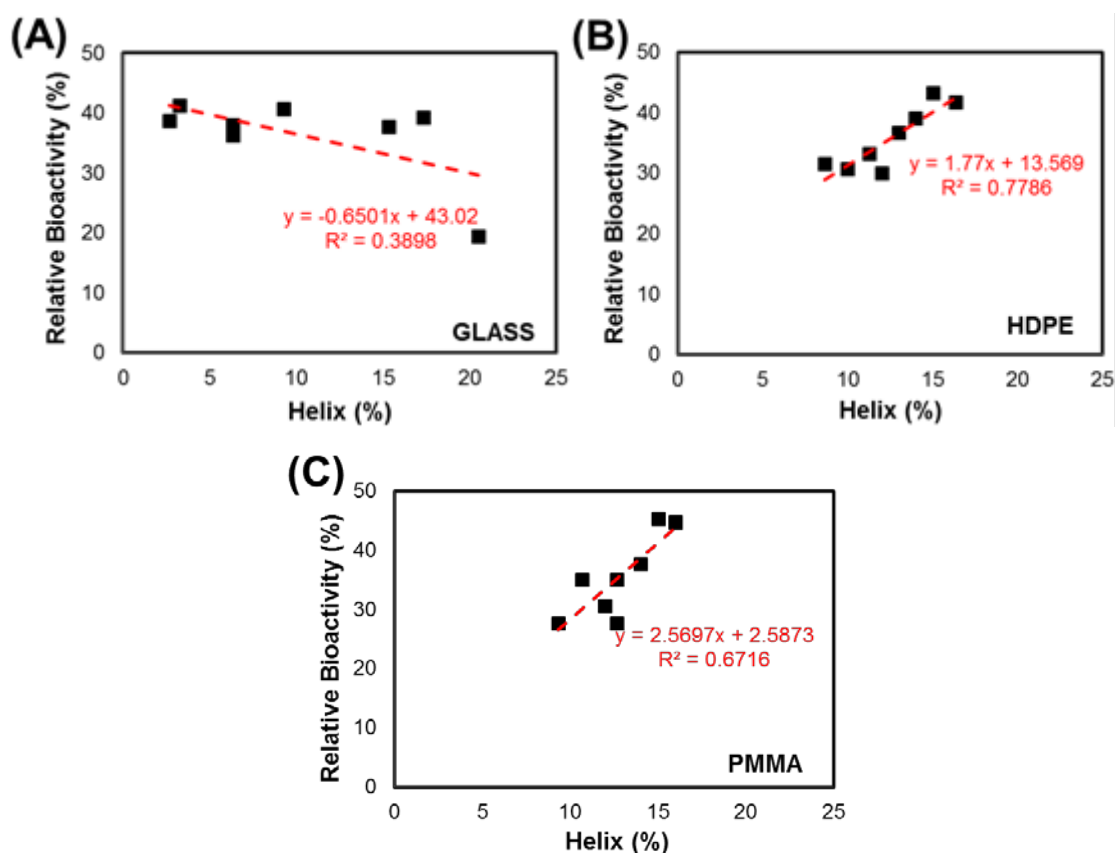 (A)
Relative Bioactivity (%)
50
40
30
20
10
0
y = -0.6501x + 43.02
R² = 0.3898
GLASS
0 5 10 15 20 25
Helix (%)
(B)
Relative Bioactivity (%)
50
40
30
20
10
0
y = 1.77x + 13.569
R² = 0.7786
HDPE
0 5 10 15 20 25
Helix (%)
(C)
Relative Bioactivity (%)
50
40
30
20
10
0
y = 2.5697x + 2.5873
R² = 0.6716
PMMA
0 5 10 15 20 25
Helix (%)